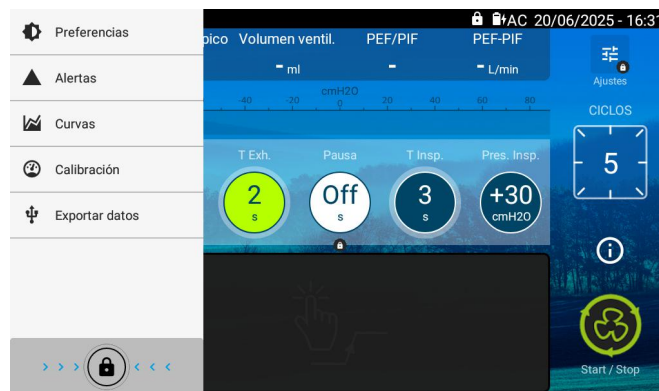 AC 20/06/2025 - 16:31
Preferencias
Alertas
Curvas
Calibración
Exportar datos
Volumen ventil. PEF/PIF PEF-PIF
- ml - - L/min
cmH2O
-40 -20 0 20 40 60 80
T Exh. Pausa T Insp. Pres. Insp.
2 Off 3 +30
s s s cmH20
Ajustes
CICLOS
5
Start / Stop